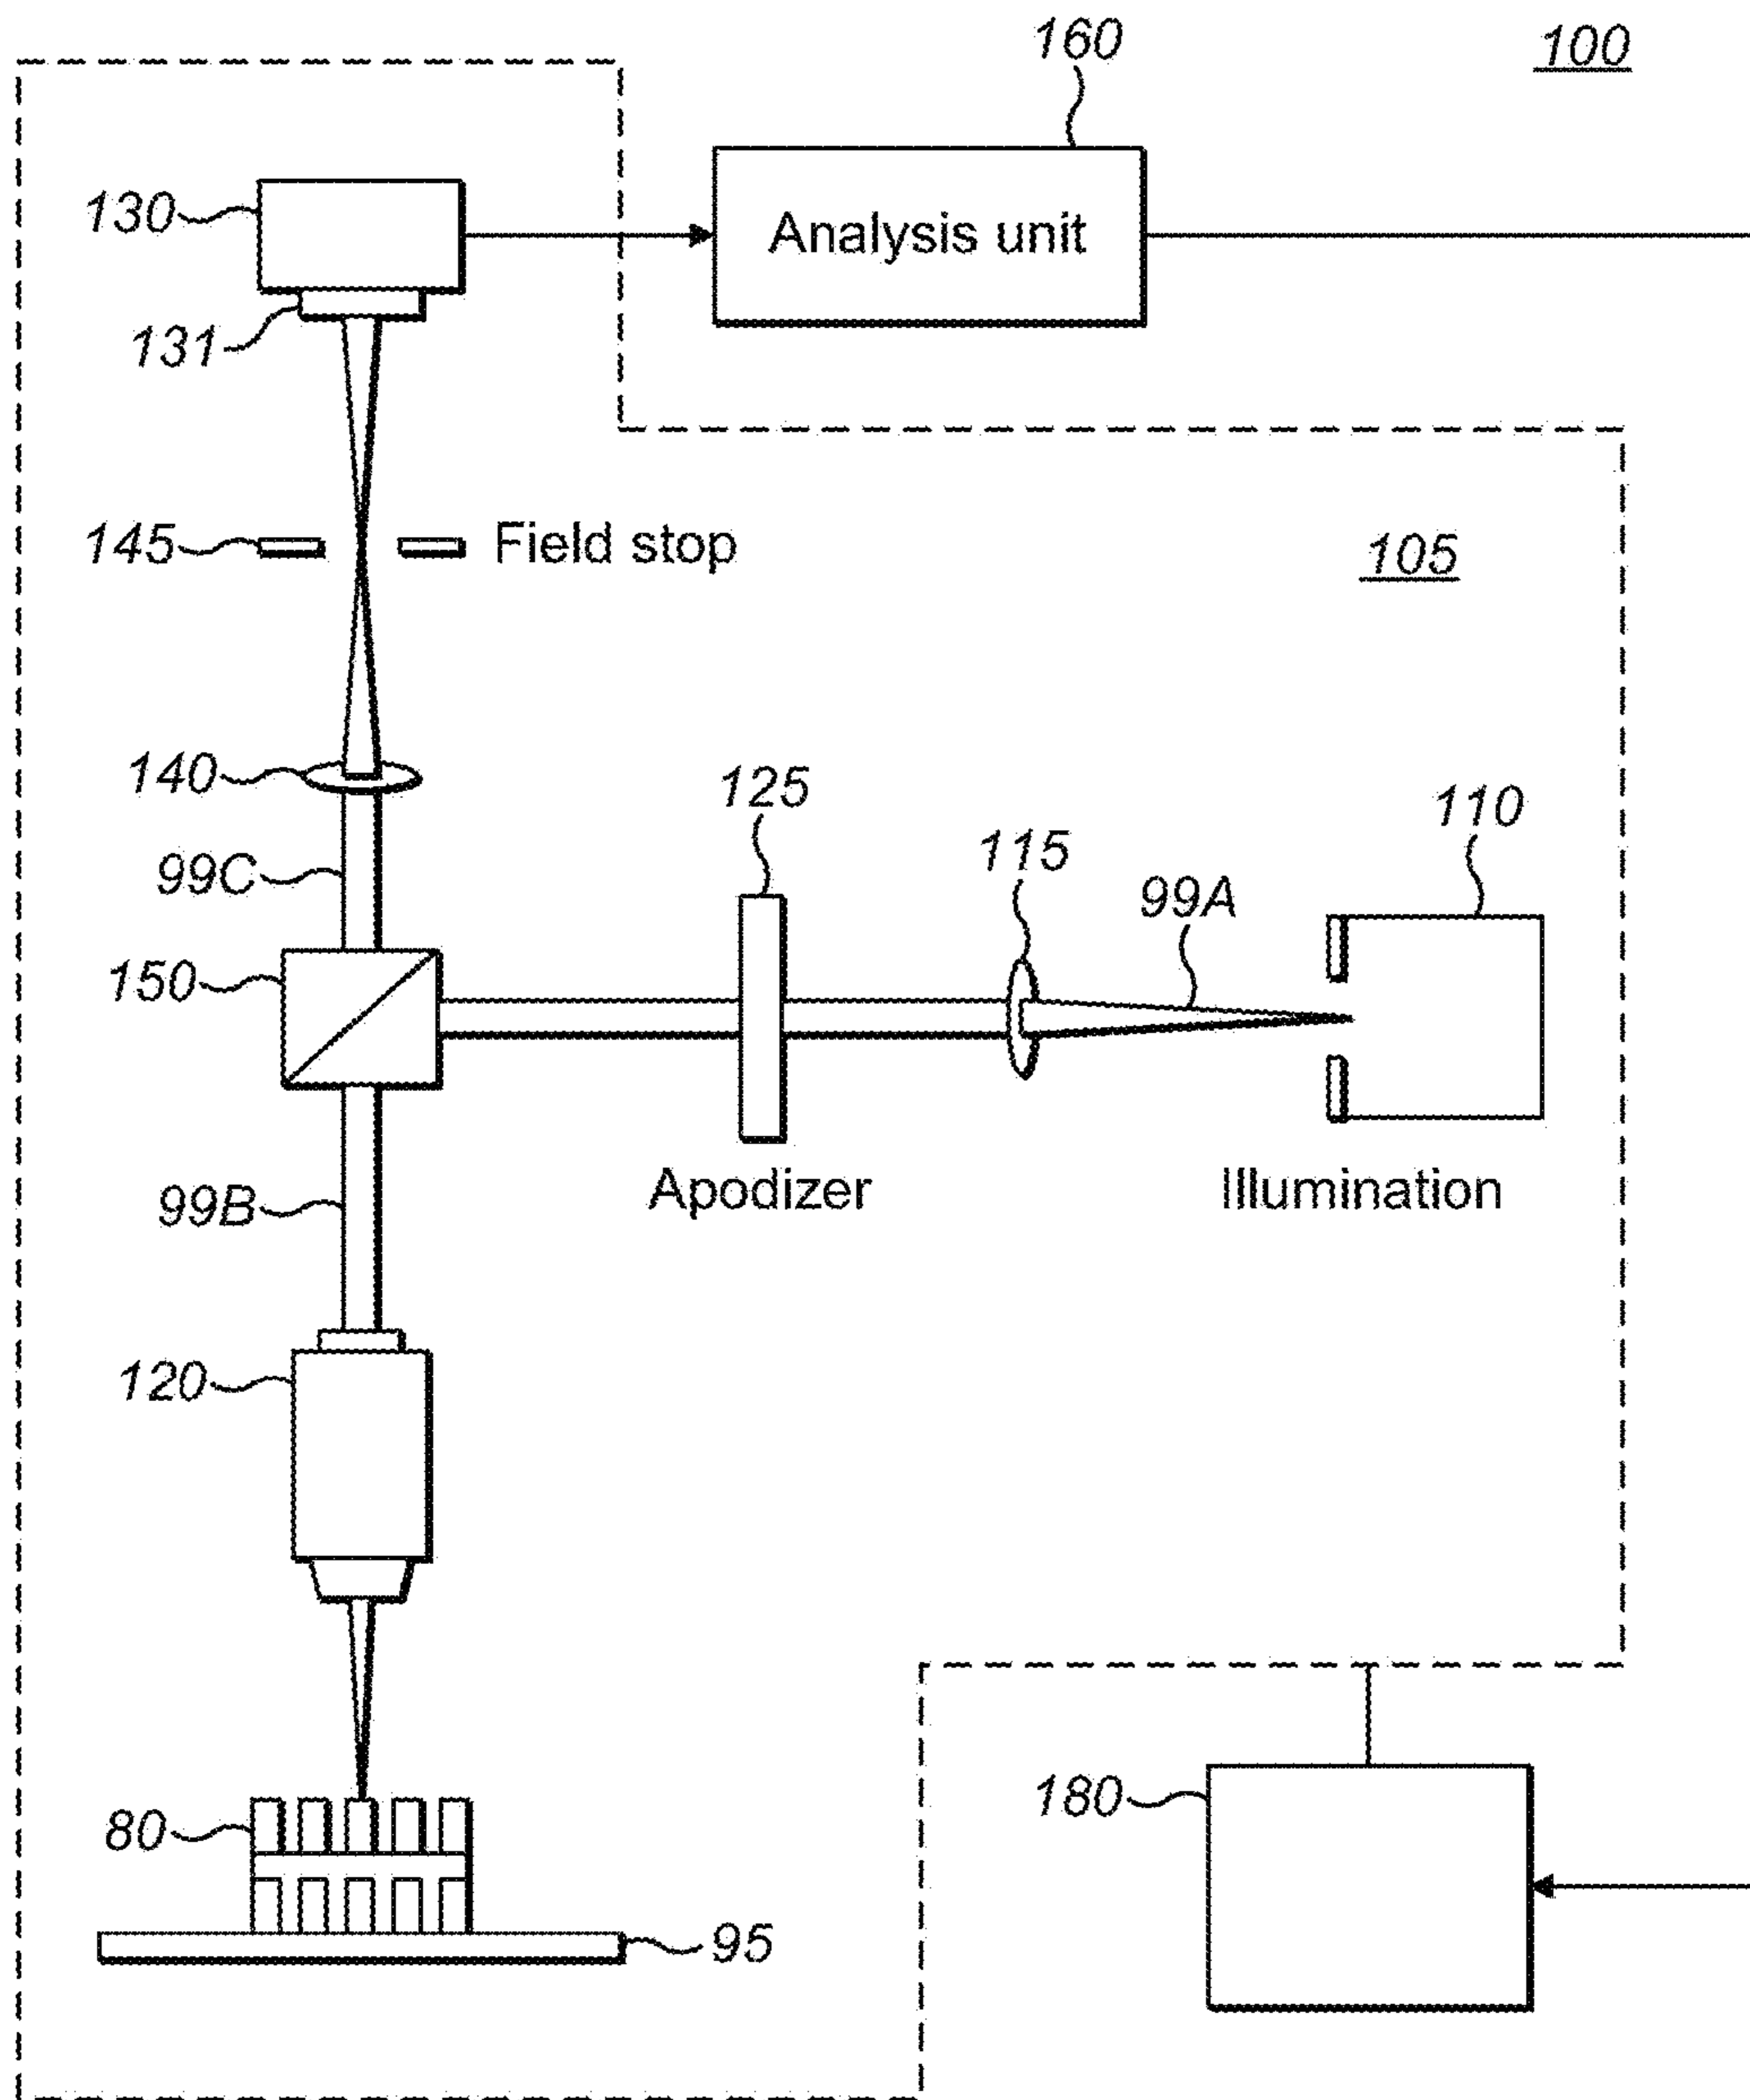 160
100
130
Analysis unit
131
145
Field stop
105
140
125
110
115
99C
99A
150
Apodizer
Illumination
99B
120
180
80
95